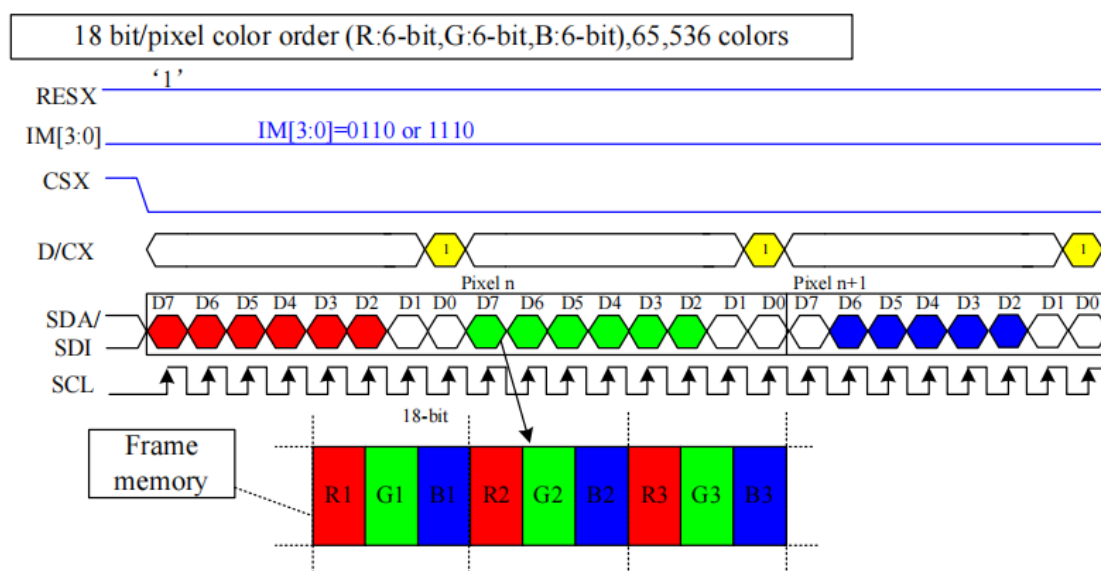 18 bit/pixel color order (R:6-bit,G:6-bit,B:6-bit),65,536 colors
‘1’
RESX
IM[3:0]
IM[3:0]=0110 or 1110
CSX
D/CX
1
1
1
Pixel n
Pixel n+1
D7 D6 D5 D4 D3 D2 D1 D0 D7 D6 D5 D4 D3 D2 D1 D0 D7 D6 D5 D4 D3 D2 D1 D0
SDA/
SDI
SCL
18-bit
Frame
memory
R1 G1 B1 R2 G2 B2 R3 G3 B3